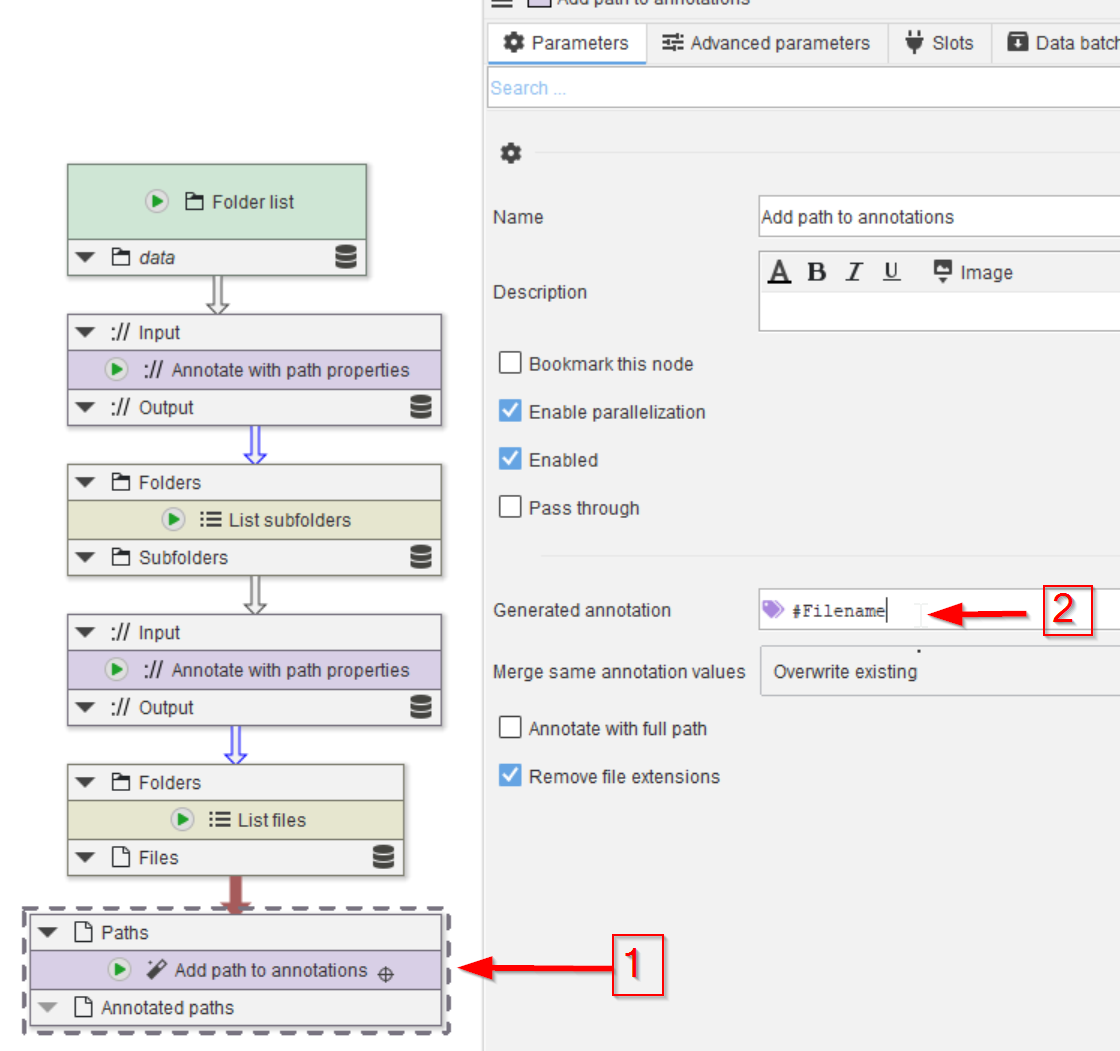 Add path to annotations
Parameters
Advanced parameters
Slots
Data batch
Search ...
Folder list
data
Input
:// Annotate with path properties
:// Output
Folders
List subfolders
Subfolders
:// Input
:// Annotate with path properties
:// Output
Folders
List files
Files
Paths
Add path to annotations
Annotated paths
1
Name
Add path to annotations
Description
A B I U Image
Bookmark this node
Enable parallelization
Enabled
Pass through
Generated annotation
#Filename
2
Merge same annotation values
Overwrite existing
Annotate with full path
Remove file extensions